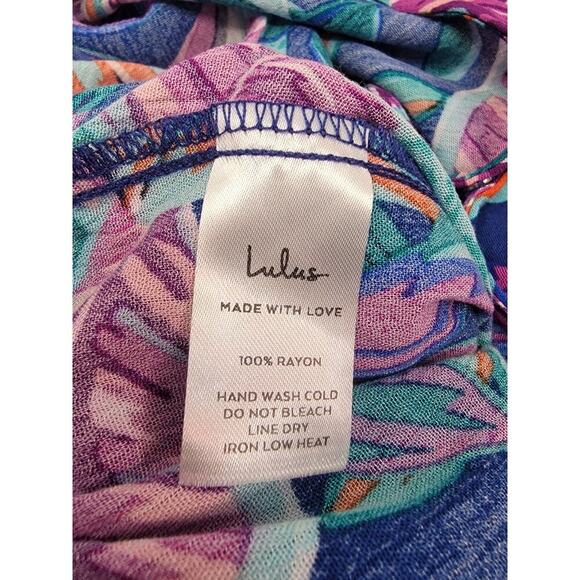 Lulus
MADE WITH LOVE
100% RAYON
HAND WASH COLD
DO NOT BLEACH
LINE DRY
IRON LOW HEAT